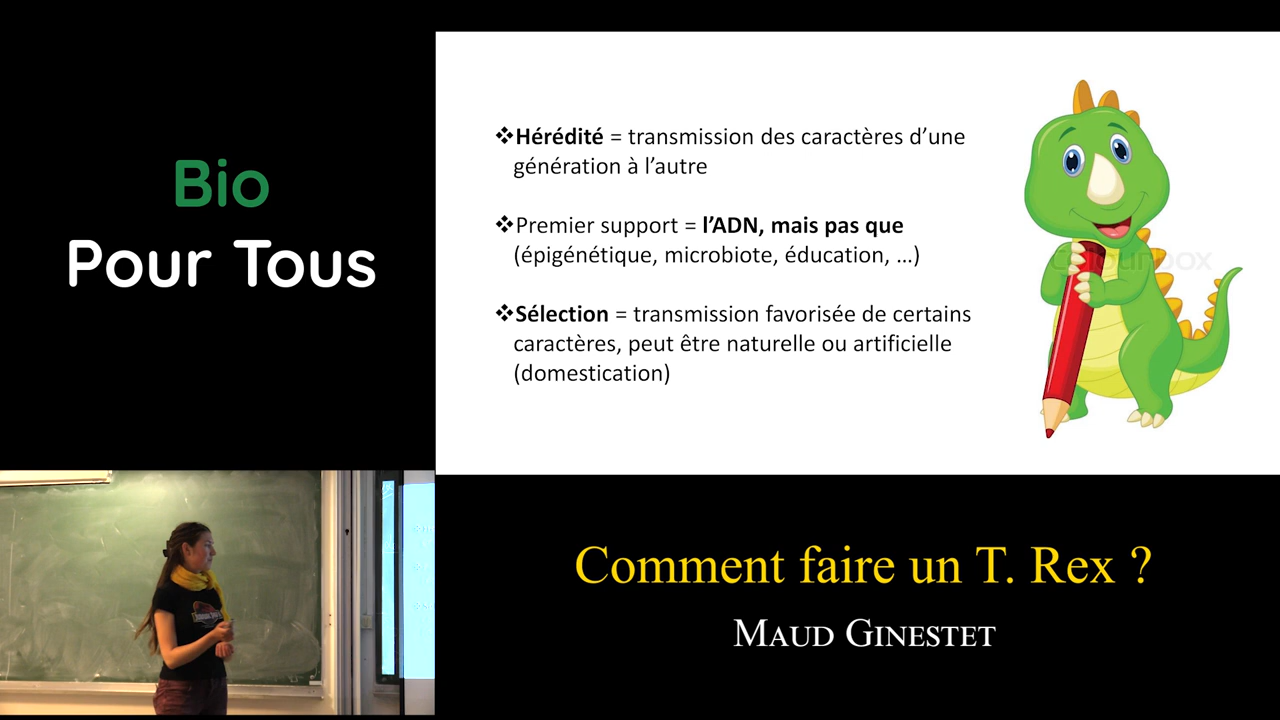 Bio
Pour Tous
❖Hérédité = transmission des caractères d’une
génération à l’autre
❖Premier support = l’ADN, mais pas que
(épigénétique, microbiote, éducation, …)
❖Sélection = transmission favorisée de certains
caractères, peut être naturelle ou artificielle
(domestication)
Comment faire un T. Rex ?
MAUD GINESTET